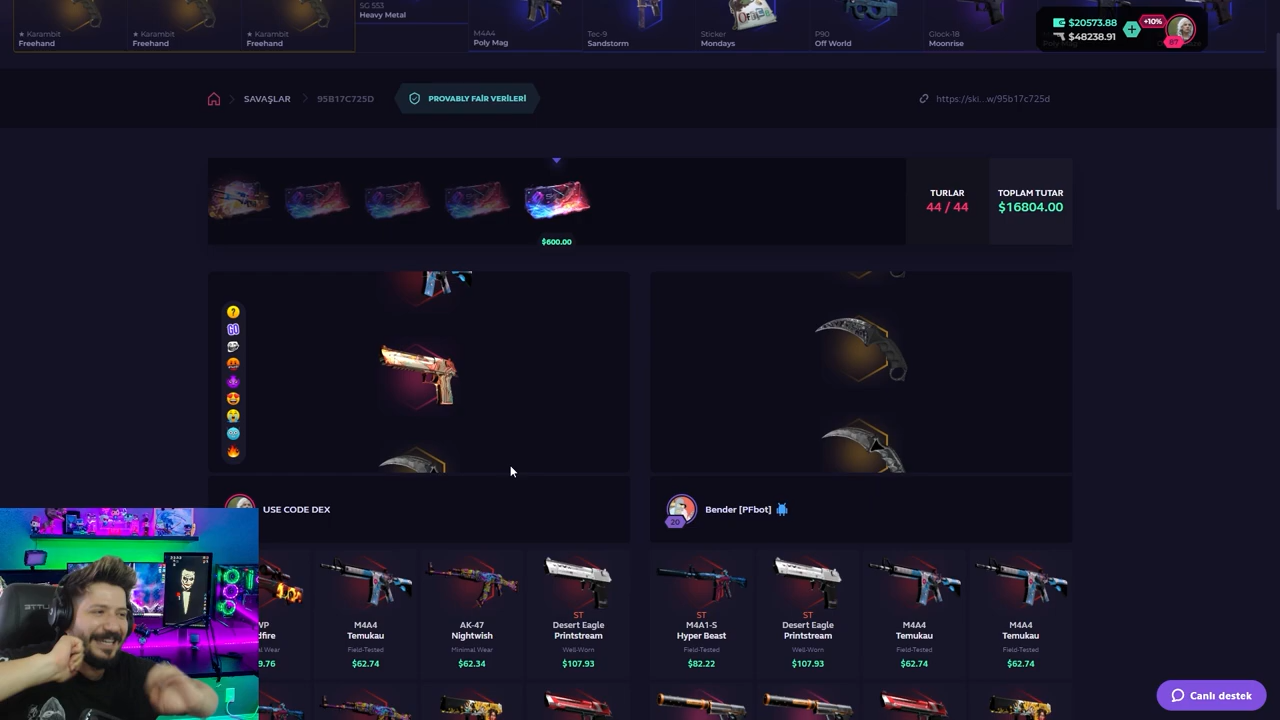 ★ Karambit
Freehand
★ Karambit
Freehand
★ Karambit
Freehand
SG 553
Heavy Metal
M4A4
Poly Mag
Tec-9
Sandstorm
Sticker
Mondays
P90
Off World
Glock-18
Moonrise
$20573.88
$48238.91
+10%
SAVAŞLAR
95B17C725D
PROVABLY FAİR VERİLERİ
https://ski...w/95b17c725d
TURLAR
44 / 44
TOPLAM TUTAR
$16804.00
$600.00
GO
USE CODE DEX
20
Bender [PFbot]
M4A4
Temukau
Field-Tested
$62.74
AK-47
Nightwish
Minimal Wear
$62.34
ST
Desert Eagle
Printstream
Well-Worn
$107.93
ST
M4A1-S
Hyper Beast
Field-Tested
$82.22
ST
Desert Eagle
Printstream
Well-Worn
$107.93
M4A4
Temukau
Field-Tested
$62.74
M4A4
Temukau
Field-Tested
$62.74
Canlı destek